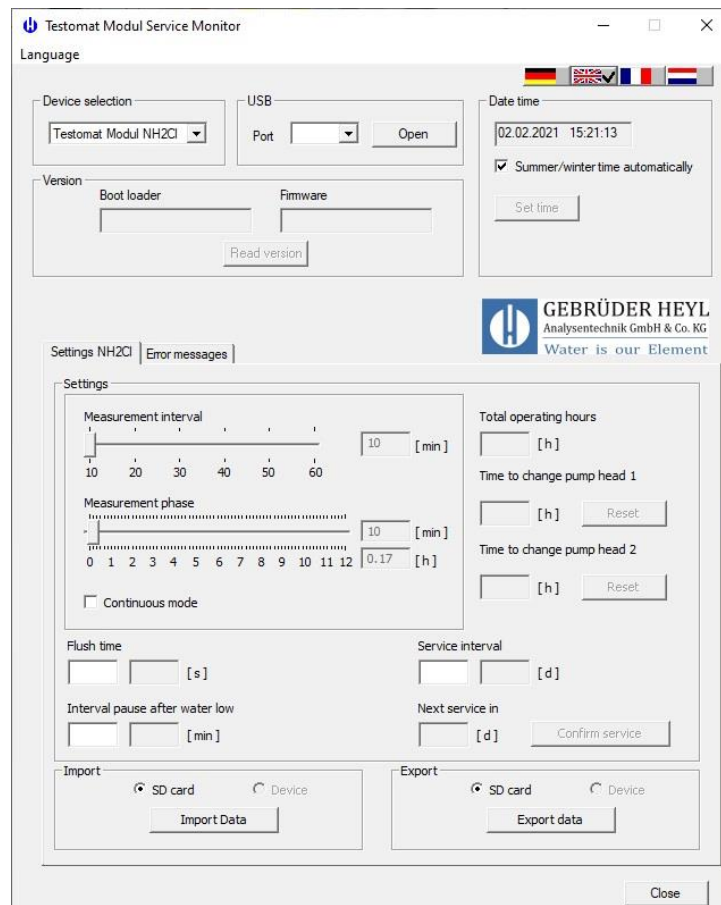 Testomat Modul Service Monitor
Language
Device selection
Testomat Modul NH2Cl
USB
Port
Open
Date time
02.02.2021 15:21:13
Summer/winter time automatically
Set time
Version
Boot loader
Firmware
Read version
GEBRÜDER HEYL
Analysentechnik GmbH & Co. KG
Water is our Element
Settings NH2Cl
Error messages
Settings
Measurement interval
10 [ min ]
10 20 30 40 50 60
Measurement phase
10 [ min ]
0 1 2 3 4 5 6 7 8 9 10 11 12
0.17 [ h ]
Continuous mode
Total operating hours
[ h ]
Time to change pump head 1
[ h ] Reset
Time to change pump head 2
[ h ] Reset
Flush time
[ s ]
Service interval
[ d ]
Interval pause after water low
[ min ]
Next service in
[ d ] Confirm service
Import
SD card Device
Import Data
Export
SD card Device
Export data
Close